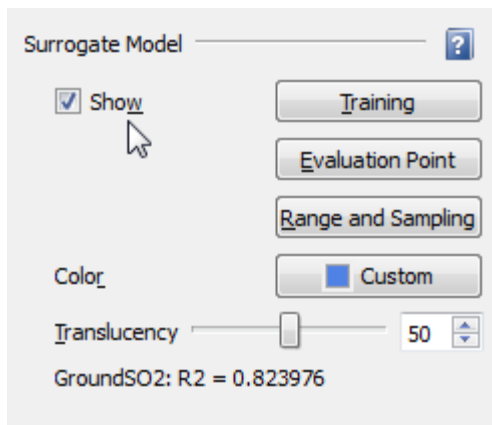 Surrogate Model ?
Show Training
Evaluation Point
Range and Sampling
Color Custom
Translucency 50
GroundSO2: R2 = 0.823976